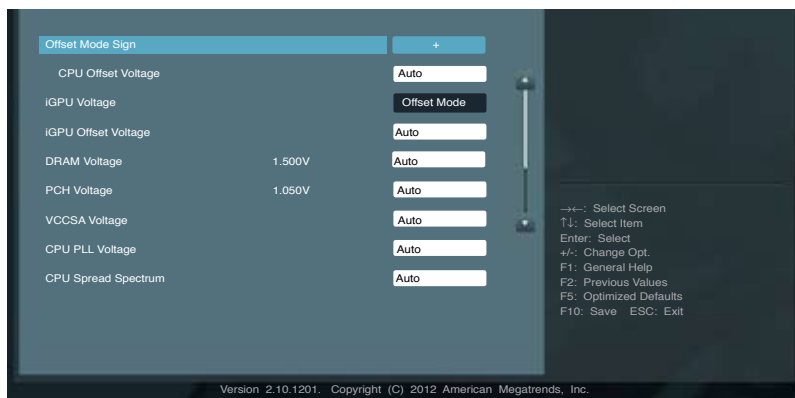 Offset Mode Sign +
CPU Offset Voltage Auto
iGPU Voltage Offset Mode
iGPU Offset Voltage Auto
DRAM Voltage 1.500V Auto
PCH Voltage 1.050V Auto
VCCSA Voltage Auto
CPU PLL Voltage Auto
CPU Spread Spectrum Auto
→←: Select Screen
↑↓: Select Item
Enter: Select
+/-: Change Opt.
F1: General Help
F2: Previous Values
F5: Optimized Defaults
F10: Save ESC: Exit
Version 2.10.1201. Copyright (C) 2012 American Megatrends, Inc.